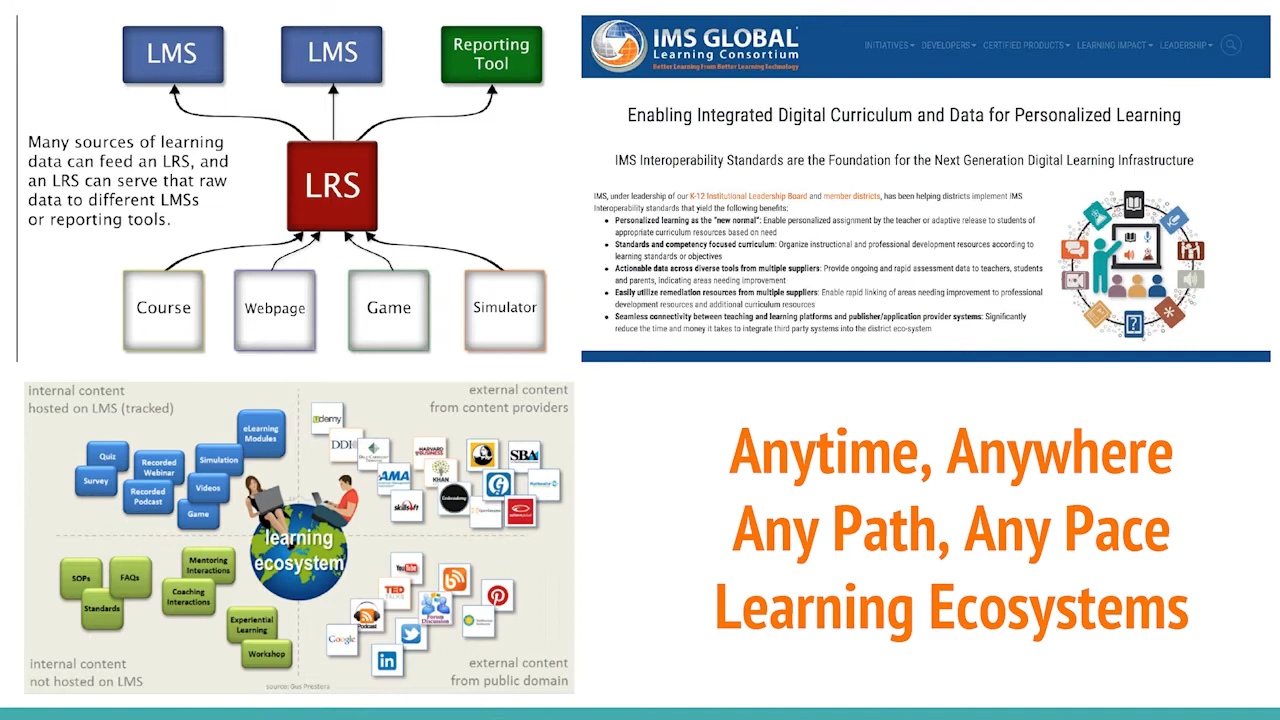 LMS
LMS
Reporting
Tool
Many sources of learning
data can feed an LRS, and
an LRS can serve that raw
data to different LMSs
or reporting tools.
LRS
Course
Webpage
Game
Simulator
IMS GLOBAL
Learning Consortium
Better Learning From Better Learning Technology
INITIATIVES
DEVELOPERS
CERTIFIED PRODUCTS
LEARNING IMPACT
LEADERSHIP
Enabling Integrated Digital Curriculum and Data for Personalized Learning
IMS Interoperability Standards are the Foundation for the Next Generation Digital Learning Infrastructure
IMS, under leadership of our K-12 Institutional Leadership Board and member districts, has been helping districts implement IMS
Interoperability standards that yield the following benefits:
• Personalized learning as the "new normal": Enable personalized assignment by the teacher or adaptive release to students of
appropriate curriculum resources based on need
• Standards and competency focused curriculum: Organize instructional and professional development resources according to
learning standards or objectives
• Actionable data across diverse tools from multiple suppliers: Provide ongoing and rapid assessment data to teachers, students
and parents, indicating areas needing improvement
• Easily utilize remediation resources from multiple suppliers: Enable rapid linking of areas needing improvement to professional
development resources and additional curriculum resources
• Seamless connectivity between teaching and learning platforms and publisher/application provider systems: Significantly
reduce the time and money it takes to integrate third party systems into the district eco-system
internal content
hosted on LMS (tracked)
eLearning
Modules
Quiz
Recorded
Webinar
Simulation
Survey
Recorded
Podcast
Videos
Game
external content
from content providers
udemy
DDI
HARVARD
BUSINESS
SBA
AMA
KHAN
skillsoft
learning
ecosystem
SOPs
FAQs
Standards
Mentoring
Interactions
Coaching
Interactions
Experiential
Learning
Workshop
internal content
not hosted on LMS
YouTube
TED
TALKS
Podcast
Forum
Discussion
Google
in
external content
from public domain
source: Gus Prestera
Anytime, Anywhere
Any Path, Any Pace
Learning Ecosystems